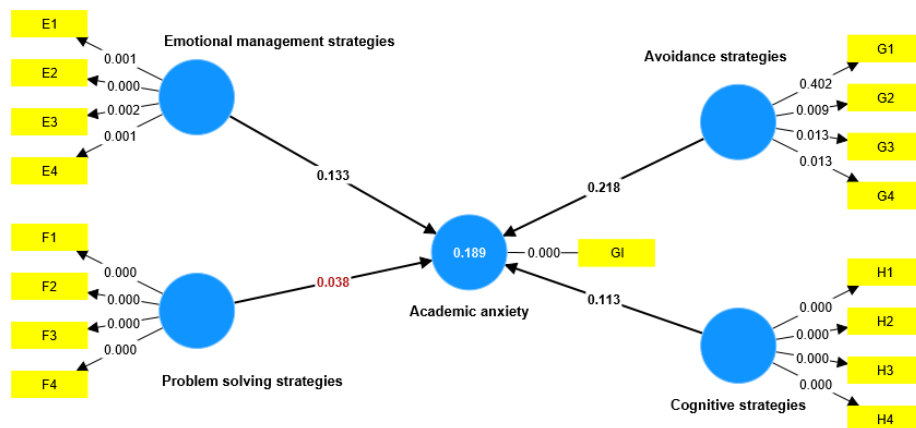 E1
Emotional management strategies
0.001
E2
0.000
E3
0.002
0.001
E4
Avoidance strategies
G1
0.402
G2
0.009
0.013
G3
0.013
G4
0.133
0.218
0.189
0.000
GI
Academic anxiety
F1
0.000
F2
0.000
F3
0.000
0.000
F4
0.038
Problem solving strategies
0.113
H1
0.000
H2
0.000
0.000
H3
0.000
H4
Cognitive strategies